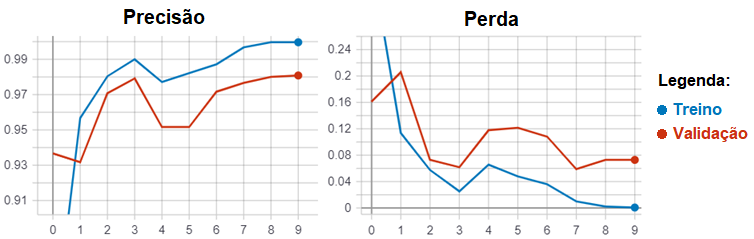 Precisão
0.99
0.97
0.95
0.93
0.91
0 1 2 3 4 5 6 7 8 9
Perda
0.24
0.2
0.16
0.12
0.08
0.04
0
0 1 2 3 4 5 6 7 8 9
Legenda:
Treino
Validação